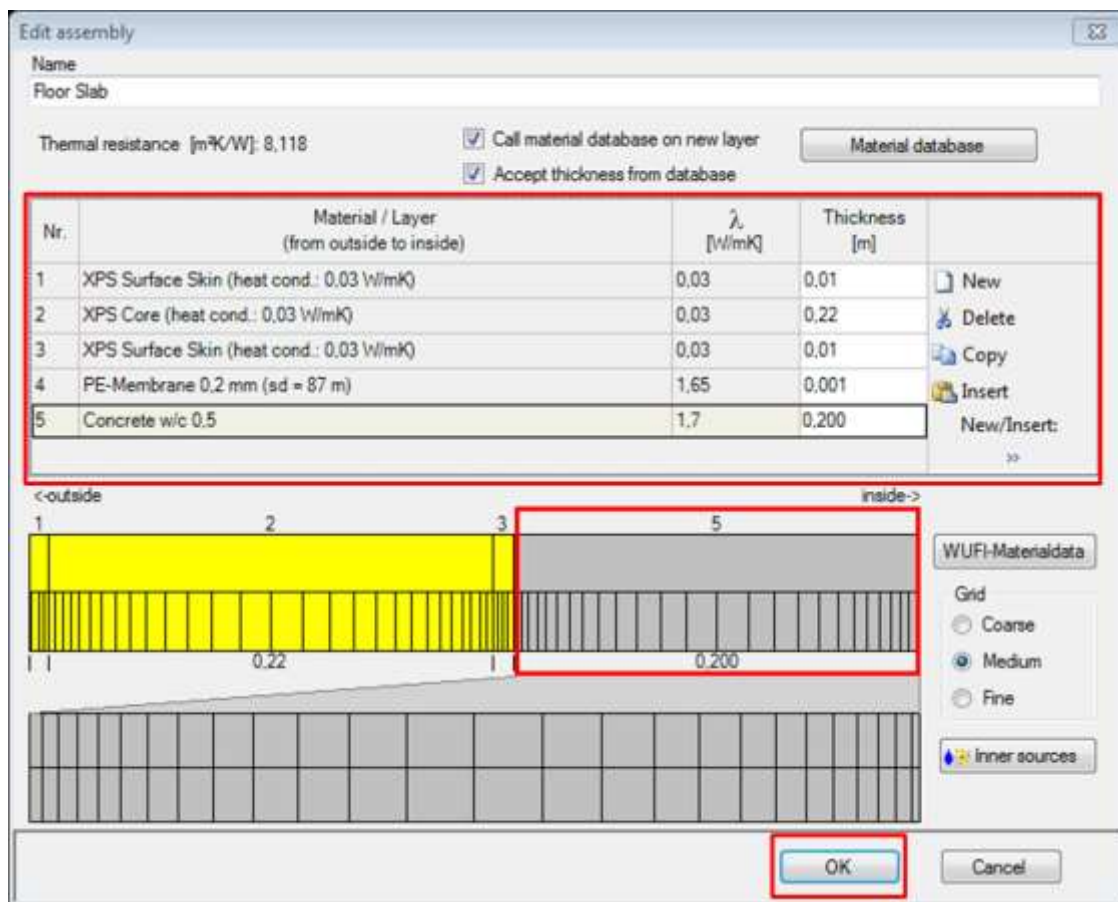 Edit assembly
Name
Floor Slab
Thermal resistance [m²K/W]: 8,118
Call material database on new layer
Material database
Accept thickness from database
Nr. Material / Layer (from outside to inside) λ [W/mK] Thickness [m]
1 XPS Surface Skin (heat cond.: 0,03 W/mK) 0,03 0,01 New
2 XPS Core (heat cond.: 0,03 W/mK) 0,03 0,22 Delete
3 XPS Surface Skin (heat cond.: 0,03 W/mK) 0,03 0,01 Copy
4 PE-Membrane 0,2 mm (sd = 87 m) 1,65 0,001 Insert
5 Concrete w/c 0,5 1,7 0,200 New/Insert:
»
<-outside inside->
1 2 3 5
WUFI-Materialdata
Grid
Coarse
0,22 0,200 Medium
Fine
Inner sources
OK Cancel